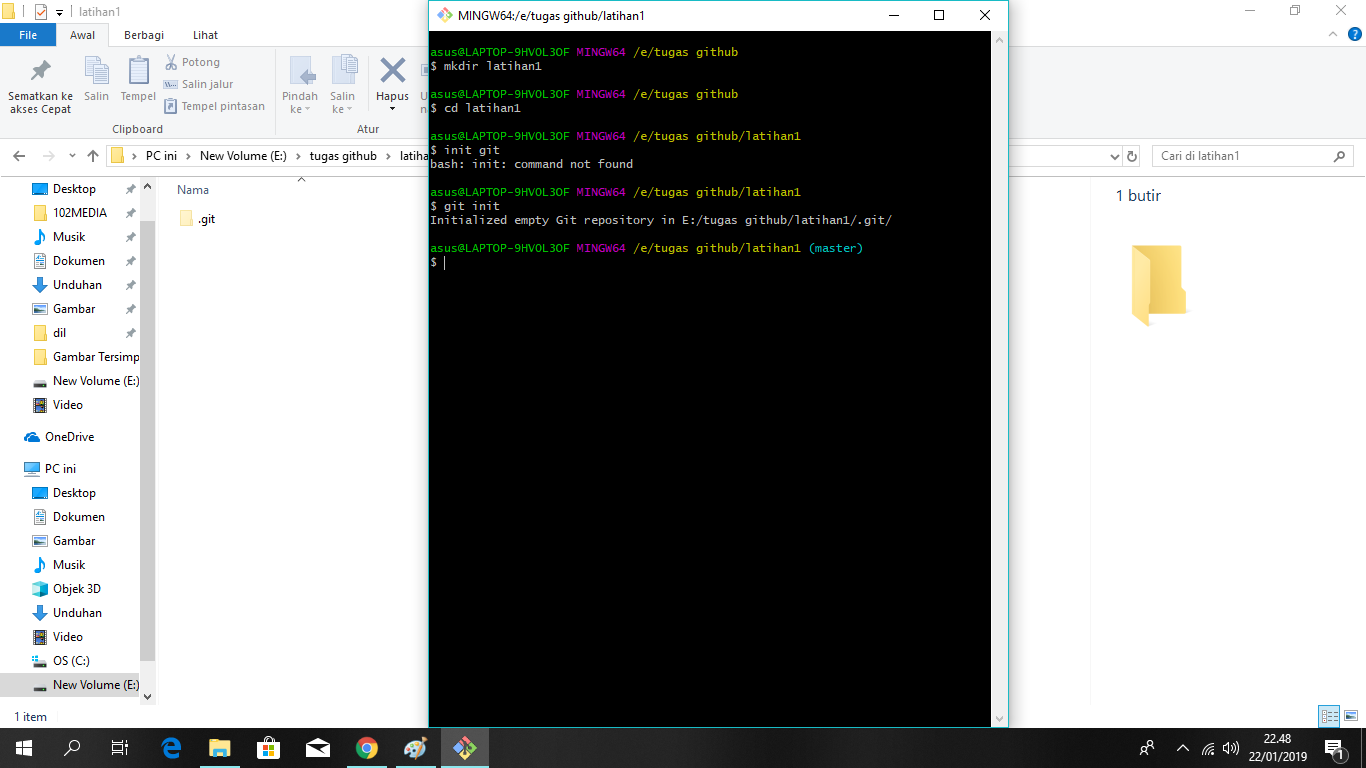 latihan1
File Awal Berbagi Lihat
Sematkan ke akses Cepat
Salin
Tempel
Potong
Salin jalur
Tempel pintasan
Clipboard
Pindah ke
Salin ke
Hapus
Atur
PC ini New Volume (E:) tugas github
Cari di latihan1
Desktop
102MEDIA
Musik
Dokumen
Unduhan
Gambar
dil
Gambar Tersimp
New Volume (E:)
Video
OneDrive
PC ini
Desktop
Dokumen
Gambar
Musik
Objek 3D
Unduhan
Video
OS (C:)
New Volume (E:)
1 item
Nama
.git
1 butir
MINGW64:/e/tugas github/latihan1
asus@LAPTOP-9HVOL3OF MINGW64 /e/tugas github
$ mkdir latihan1
asus@LAPTOP-9HVOL3OF MINGW64 /e/tugas github
$ cd latihan1
asus@LAPTOP-9HVOL3OF MINGW64 /e/tugas github/latihan1
$ init git
bash: init: command not found
asus@LAPTOP-9HVOL3OF MINGW64 /e/tugas github/latihan1
$ git init
Initialized empty Git repository in E:/tugas github/latihan1/.git/
asus@LAPTOP-9HVOL3OF MINGW64 /e/tugas github/latihan1 (master)
$
22.48
22/01/2019
1